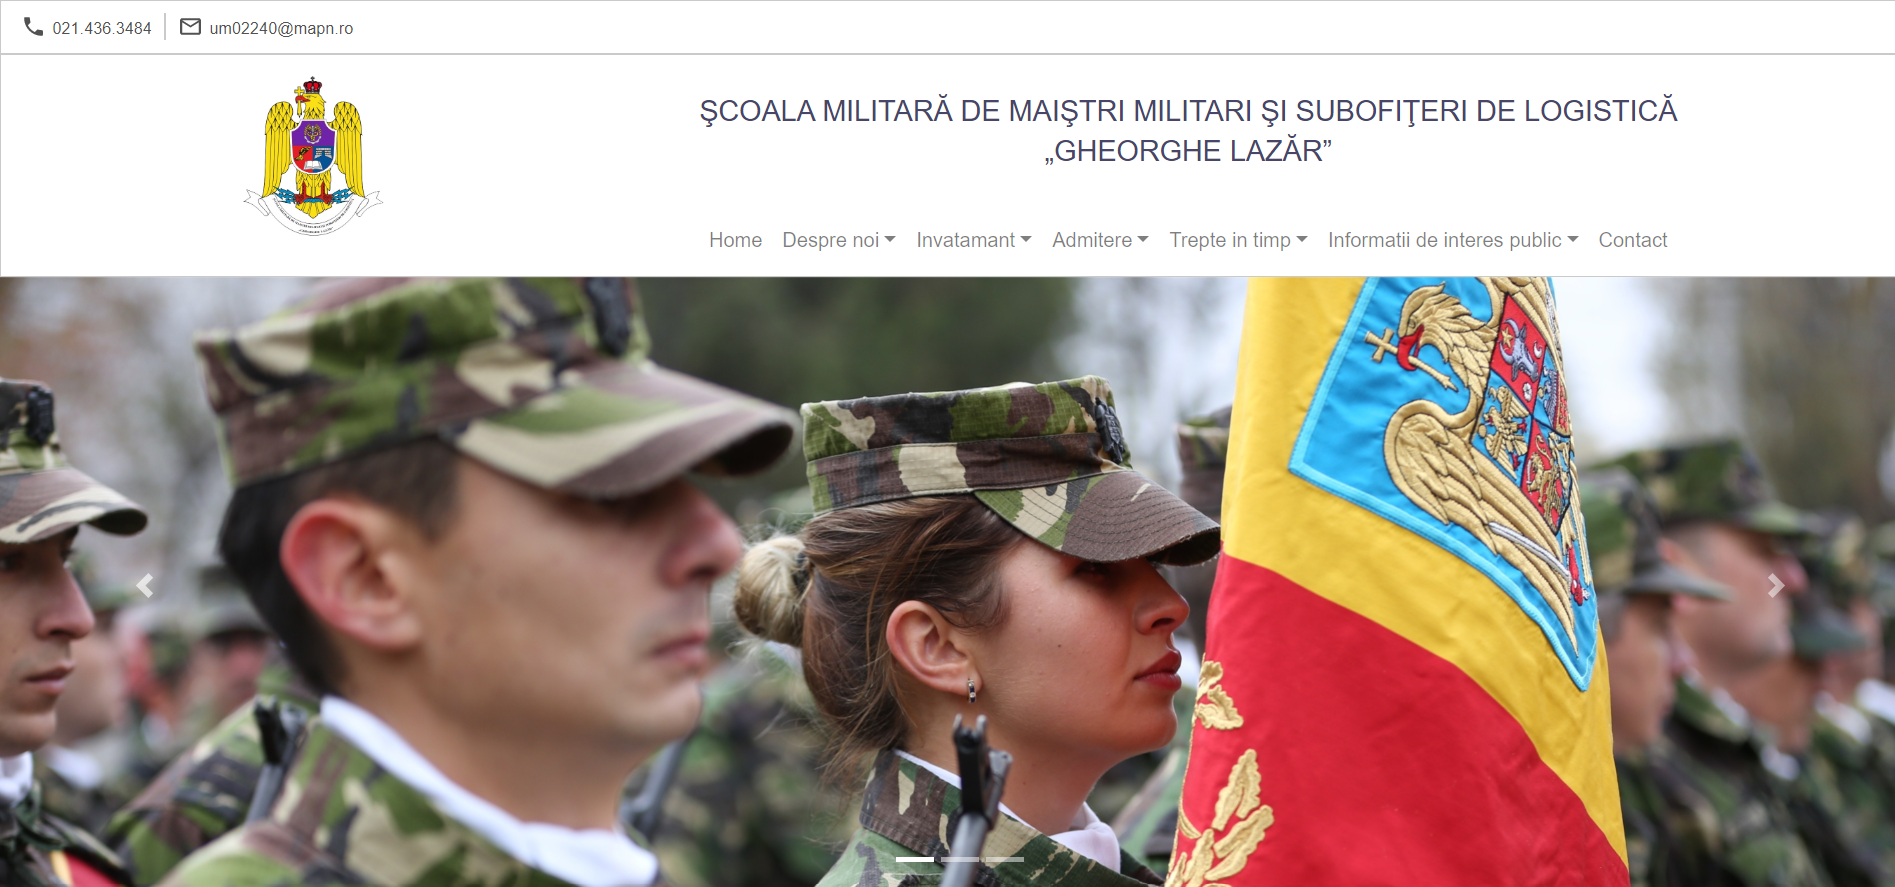 021.436.3484
um02240@mapn.ro
ŞCOALA MILITARĂ DE MAIŞTRI MILITARI ŞI SUBOFIŢERI DE LOGISTICĂ
„GHEORGHE LAZĂR”
Home Despre noi Invatamant Admitere Trepte in timp Informatii de interes public Contact